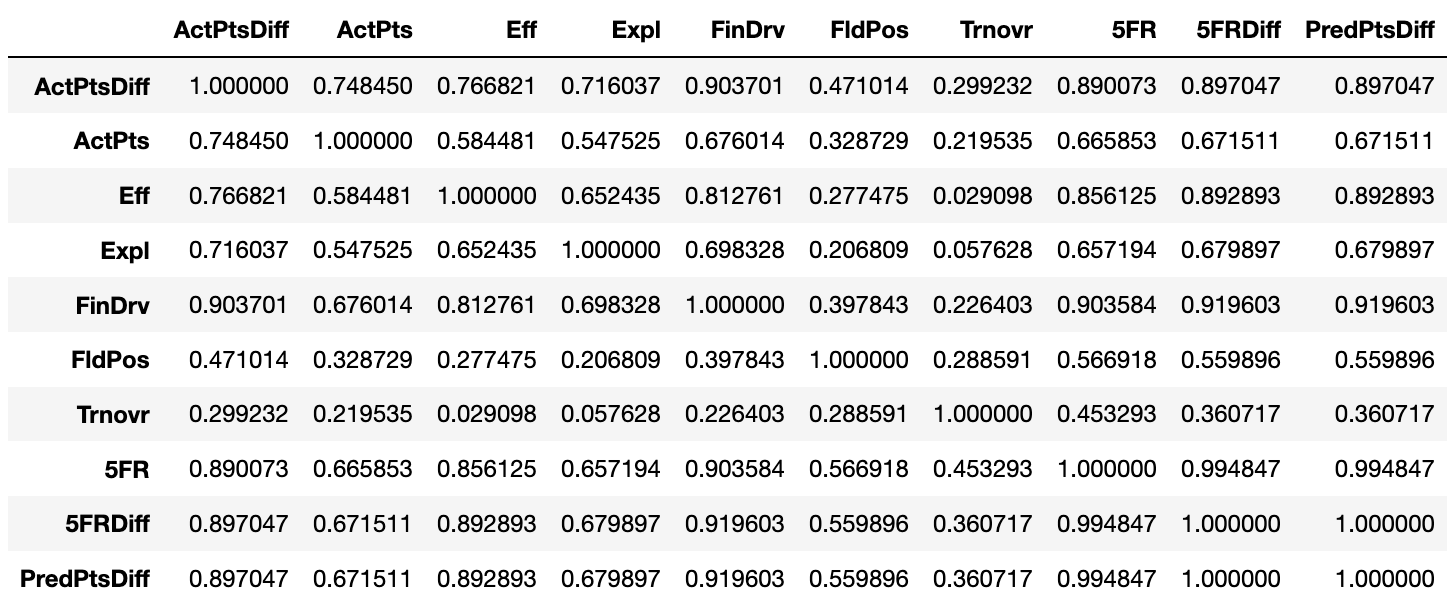 ActPtsDiff ActPts Eff Expl FinDrv FldPos Trnovr 5FR 5FRDiff PredPtsDiff
ActPtsDiff 1.000000 0.748450 0.766821 0.716037 0.903701 0.471014 0.299232 0.890073 0.897047 0.897047
ActPts 0.748450 1.000000 0.584481 0.547525 0.676014 0.328729 0.219535 0.665853 0.671511 0.671511
Eff 0.766821 0.584481 1.000000 0.652435 0.812761 0.277475 0.029098 0.856125 0.892893 0.892893
Expl 0.716037 0.547525 0.652435 1.000000 0.698328 0.206809 0.057628 0.657194 0.679897 0.679897
FinDrv 0.903701 0.676014 0.812761 0.698328 1.000000 0.397843 0.226403 0.903584 0.919603 0.919603
FldPos 0.471014 0.328729 0.277475 0.206809 0.397843 1.000000 0.288591 0.566918 0.559896 0.559896
Trnovr 0.299232 0.219535 0.029098 0.057628 0.226403 0.288591 1.000000 0.453293 0.360717 0.360717
5FR 0.890073 0.665853 0.856125 0.657194 0.903584 0.566918 0.453293 1.000000 0.994847 0.994847
5FRDiff 0.897047 0.671511 0.892893 0.679897 0.919603 0.559896 0.360717 0.994847 1.000000 1.000000
PredPtsDiff 0.897047 0.671511 0.892893 0.679897 0.919603 0.559896 0.360717 0.994847 1.000000 1.000000